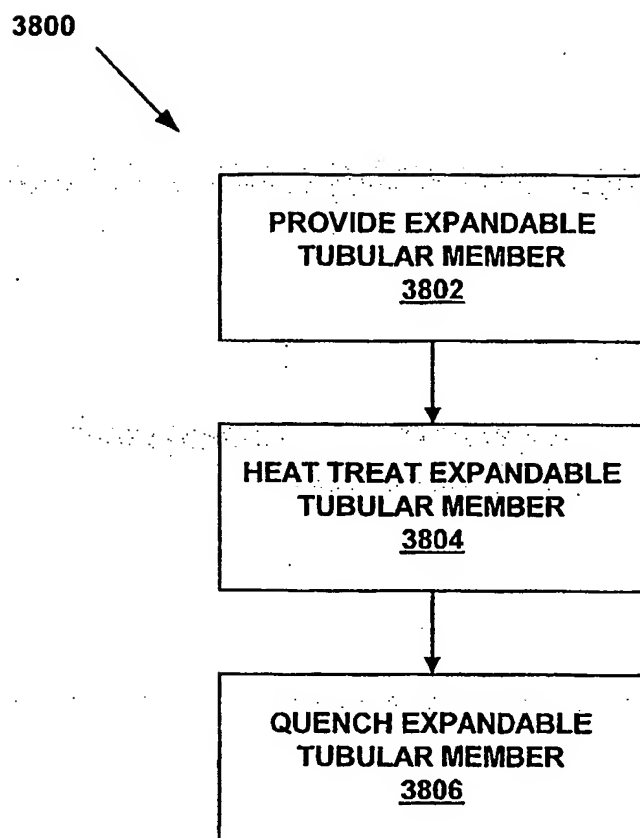 3800
PROVIDE EXPANDABLE
TUBULAR MEMBER
3802
HEAT TREAT EXPANDABLE
TUBULAR MEMBER
3804
QUENCH EXPANDABLE
TUBULAR MEMBER
3806